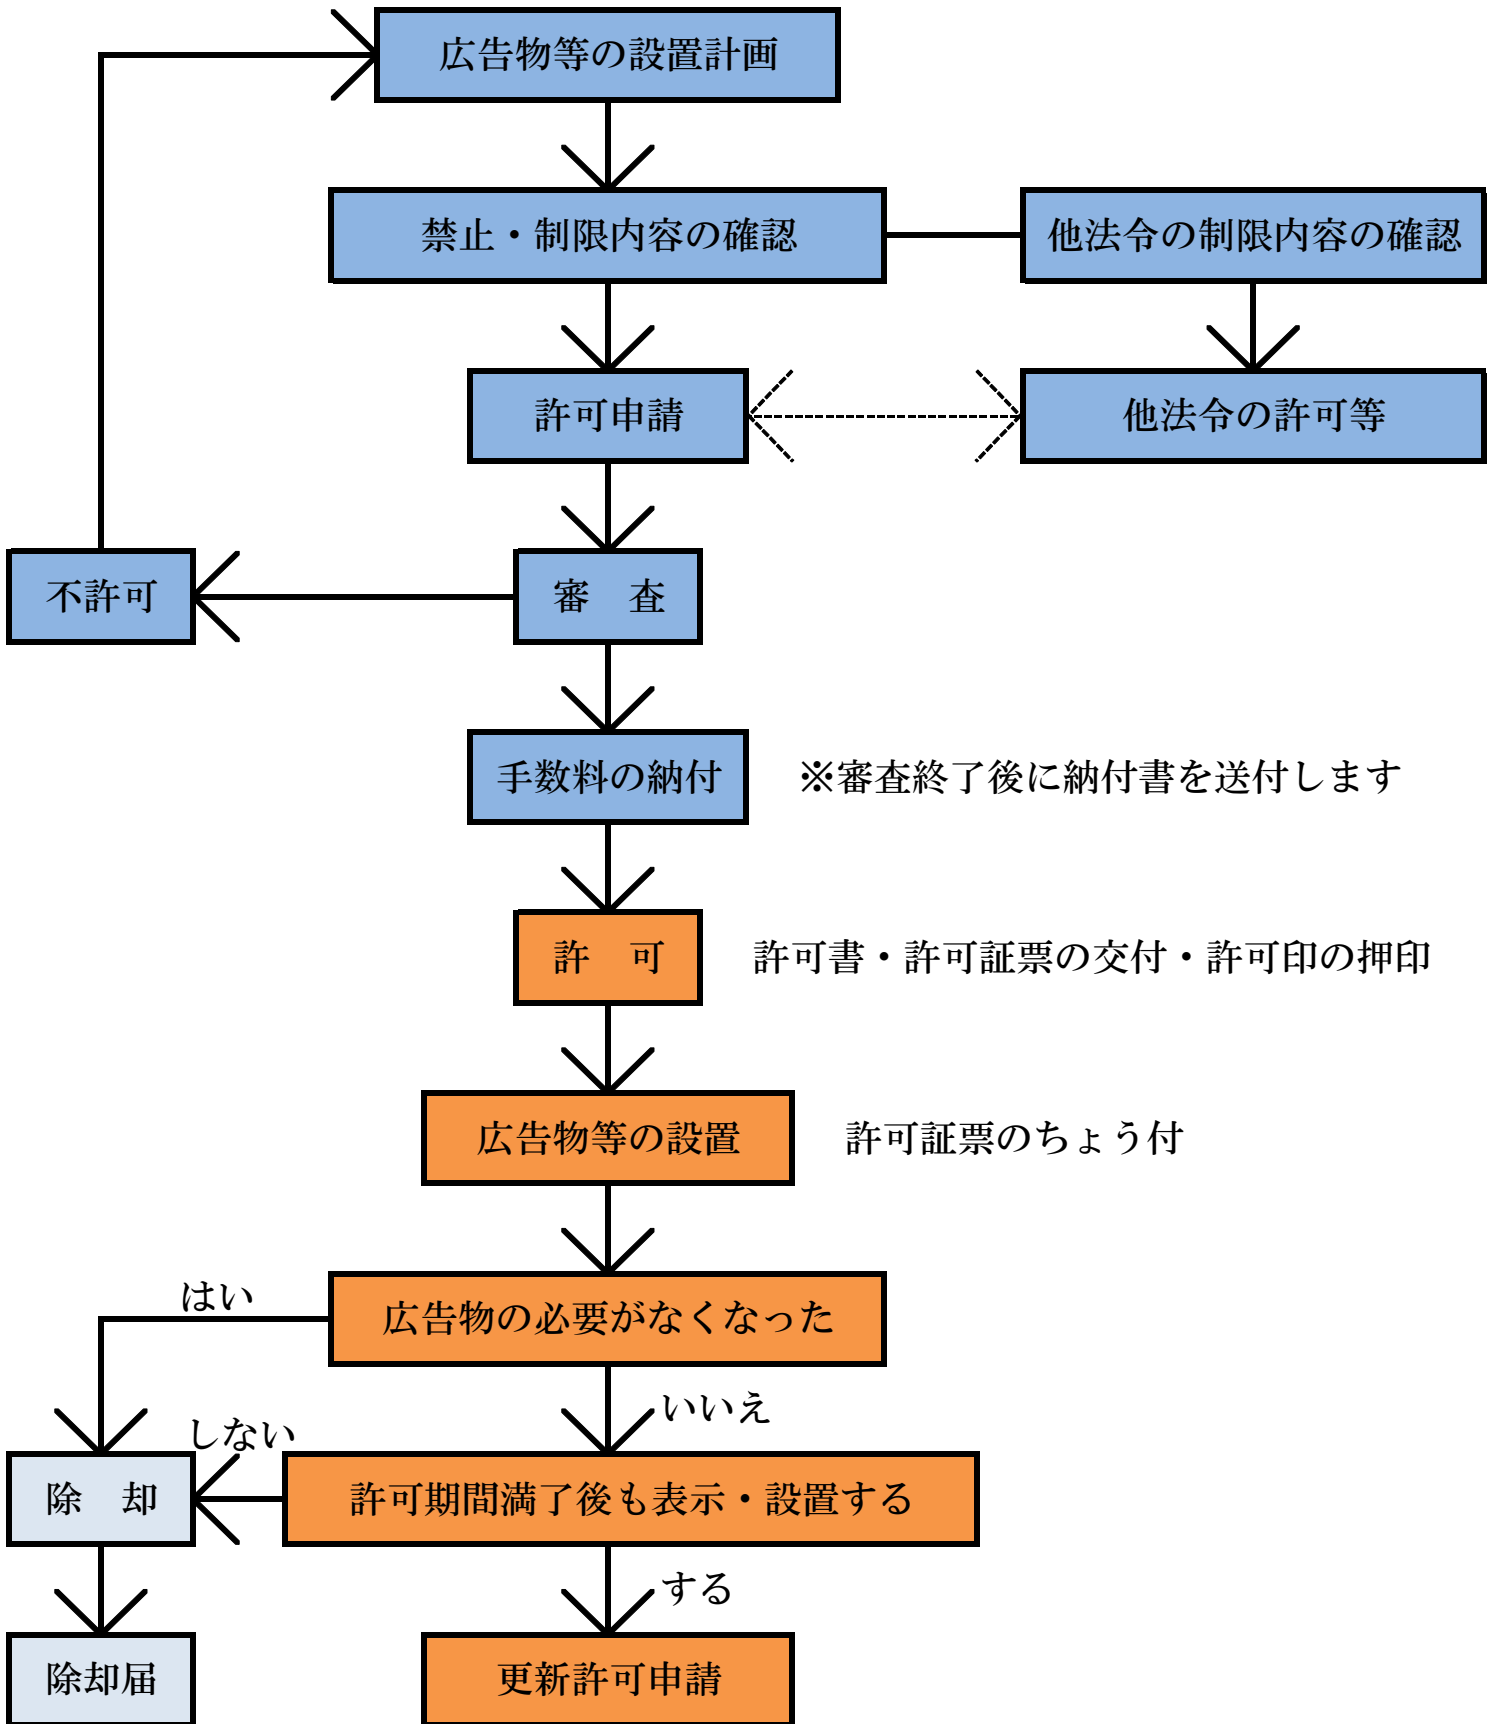 広告物等の設置計画
禁止・制限内容の確認
他法令の制限内容の確認
許可申請
他法令の許可等
不許可
審　査
手数料の納付
※審査終了後に納付書を送付します
許　可
許可書・許可証票の交付・許可印の押印
広告物等の設置
許可証票のちょう付
はい
広告物の必要がなくなった
いいえ
しない
除　却
許可期間満了後も表示・設置する
する
除却届
更新許可申請